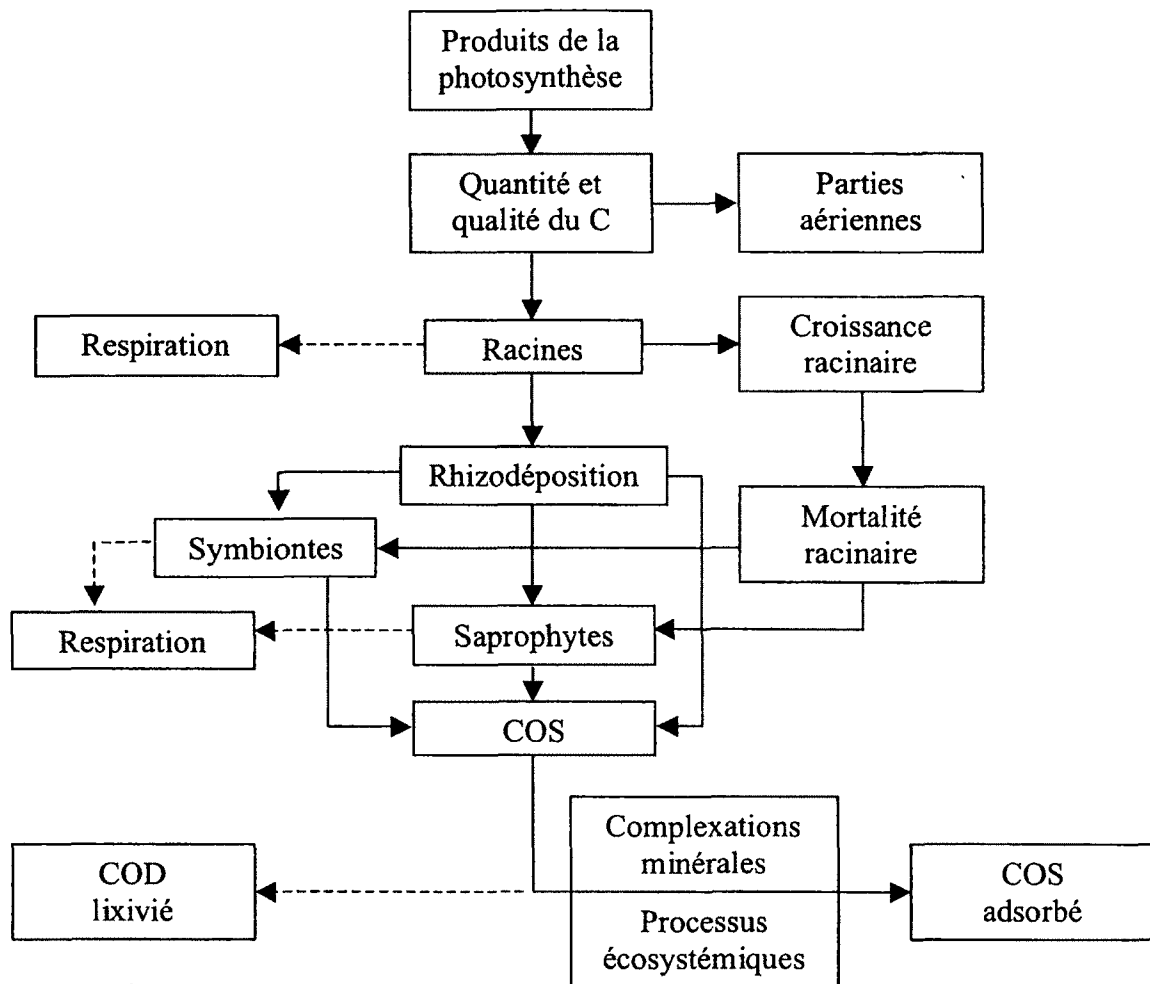 Produits de la
photosynthèse
Quantité et
qualité du C
Parties
aériennes
Respiration
Racines
Croissance
racinaire
Rhizodéposition
Mortalité
racinaire
Symbiontes
Respiration
Saprophytes
COS
Complexations
minérales
COD
lixivié
COS
adsorbé
Processus
écosystémiques